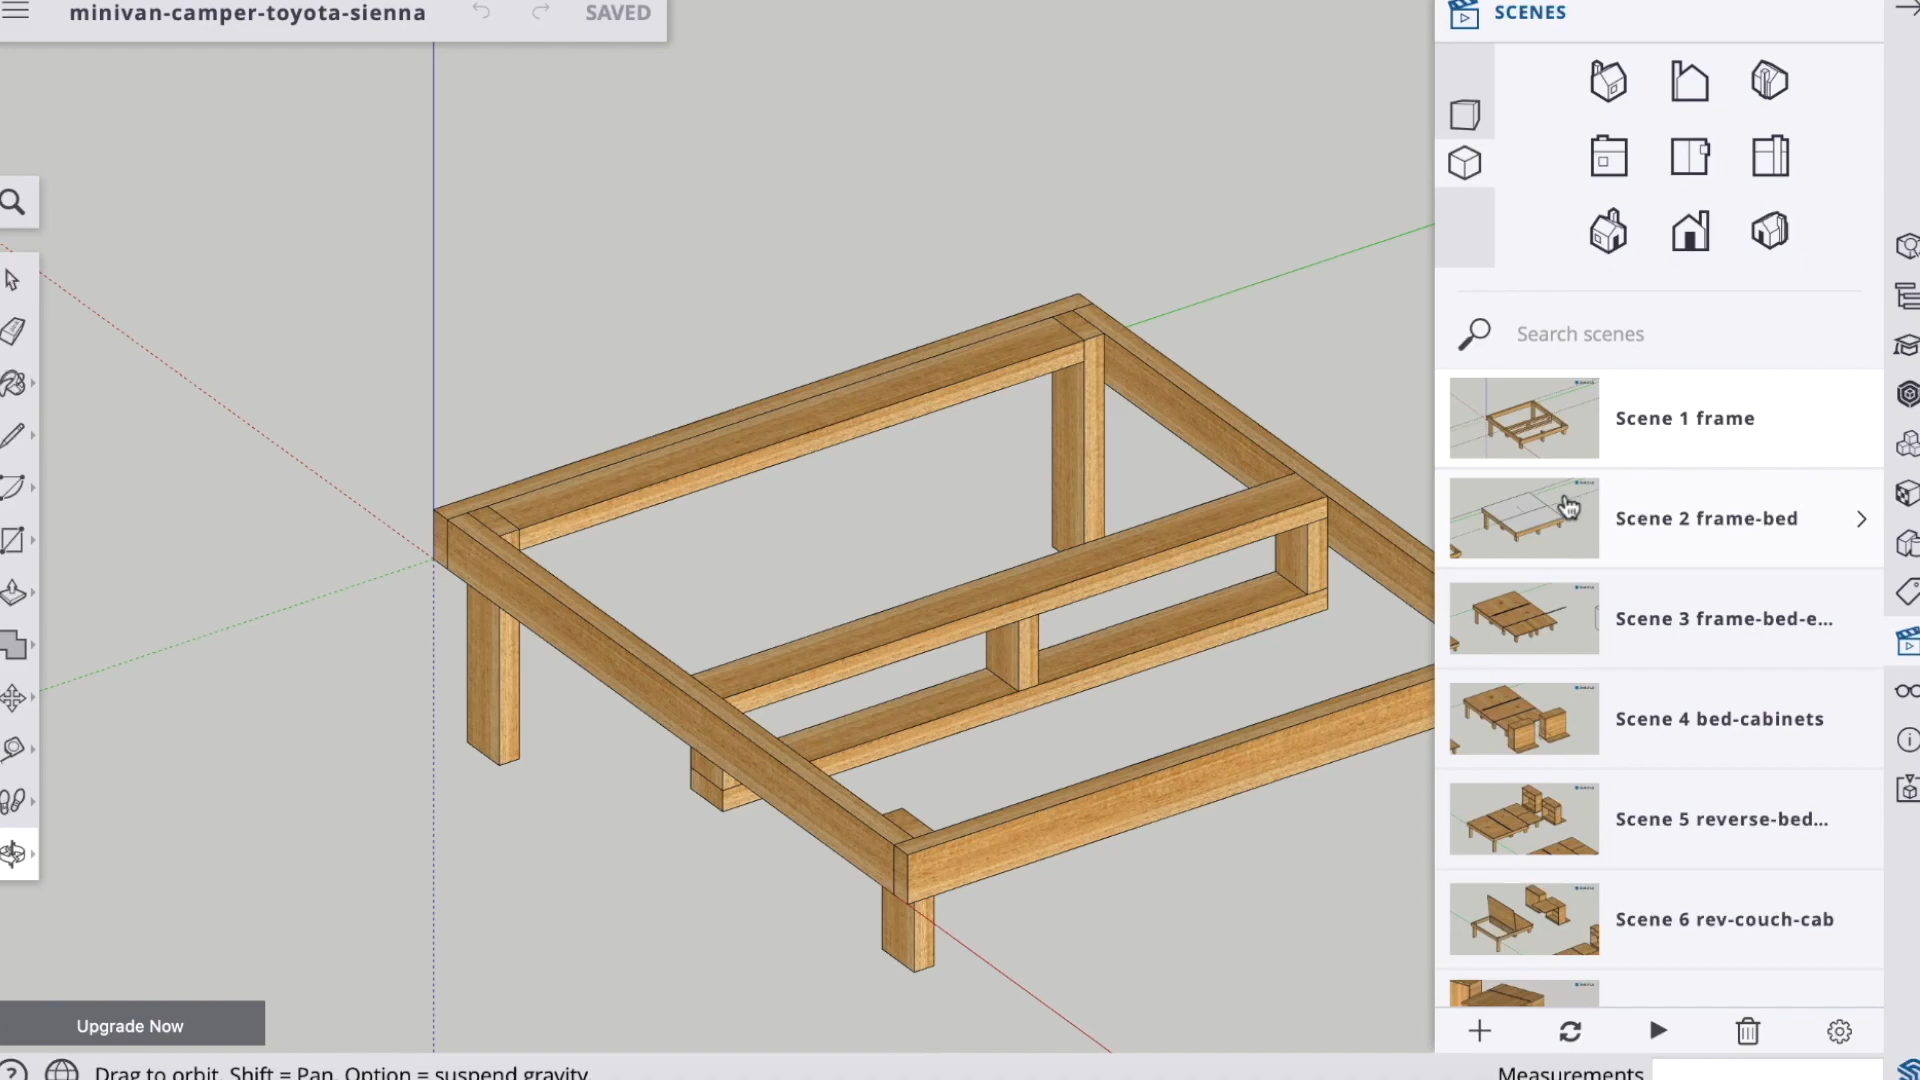 minivan-camper-toyota-sienna
SAVED
SCENES
Search scenes
Scene 1 frame
Scene 2 frame-bed
Scene 3 frame-bed-e...
Scene 4 bed-cabinets
Scene 5 reverse-bed...
Scene 6 rev-couch-cab
Upgrade Now
Drag to orbit. Shift = Pan, Option = suspend gravity.
Measurements